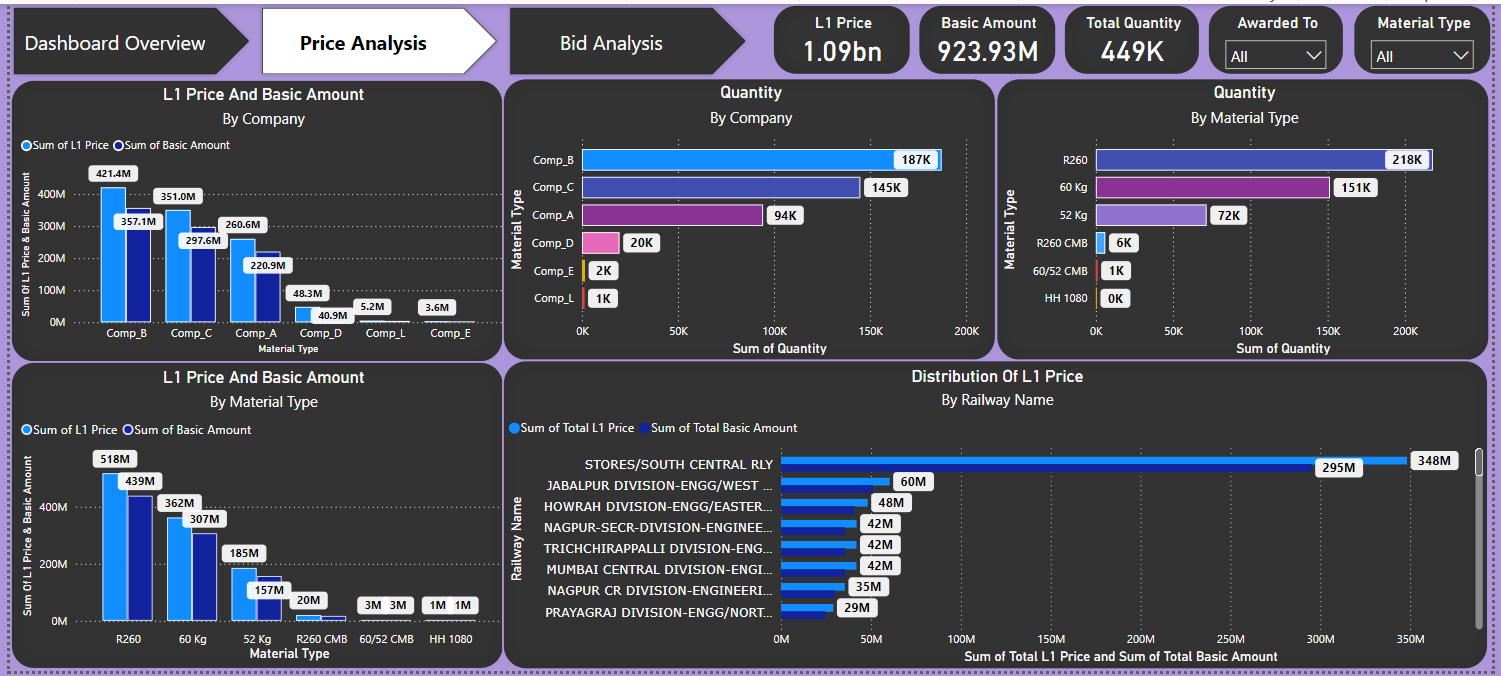 Dashboard Overview
Price Analysis
Bid Analysis
L1 Price
1.09bn
Basic Amount
923.93M
Total Quantity
449K
Awarded To
All
Material Type
All
L1 Price And Basic Amount
By Company
Sum of L1 Price Sum of Basic Amount
Sum Of L1 Price & Basic Amount
400M
300M
200M
100M
0M
421.4M
357.1M
351.0M
297.6M
260.6M
220.9M
48.3M
40.9M
5.2M
3.6M
Comp_B Comp_C Comp_A Comp_D Comp_L Comp_E
Material Type
Quantity
By Company
Material Type
Comp_B 187K
Comp_C 145K
Comp_A 94K
Comp_D 20K
Comp_E 2K
Comp_L 1K
0K 50K 100K 150K 200K
Sum of Quantity
Quantity
By Material Type
Material Type
R260 218K
60 Kg 151K
52 Kg 72K
R260 CMB 6K
60/52 CMB 1K
HH 1080 0K
0K 50K 100K 150K 200K
Sum of Quantity
L1 Price And Basic Amount
By Material Type
Sum of L1 Price Sum of Basic Amount
Sum Of L1 Price & Basic Amount
400M
200M
0M
518M
439M
362M
307M
185M
157M
20M
3M 3M
1M 1M
R260 60 Kg 52 Kg R260 CMB 60/52 CMB HH 1080
Material Type
Distribution Of L1 Price
By Railway Name
Sum of Total L1 Price Sum of Total Basic Amount
Railway Name
STORES/SOUTH CENTRAL RLY 348M
295M
JABALPUR DIVISION-ENGG/WEST ... 60M
HOWRAH DIVISION-ENGG/EASTER... 48M
NAGPUR-SECR-DIVISION-ENGINEE... 42M
TRICHCHIRAPPALLI DIVISION-ENG... 42M
MUMBAI CENTRAL DIVISION-ENGI... 42M
NAGPUR CR DIVISION-ENGINEERI... 35M
PRAYAGRAJ DIVISION-ENGG/NORT... 29M
0M 50M 100M 150M 200M 250M 300M 350M
Sum of Total L1 Price and Sum of Total Basic Amount